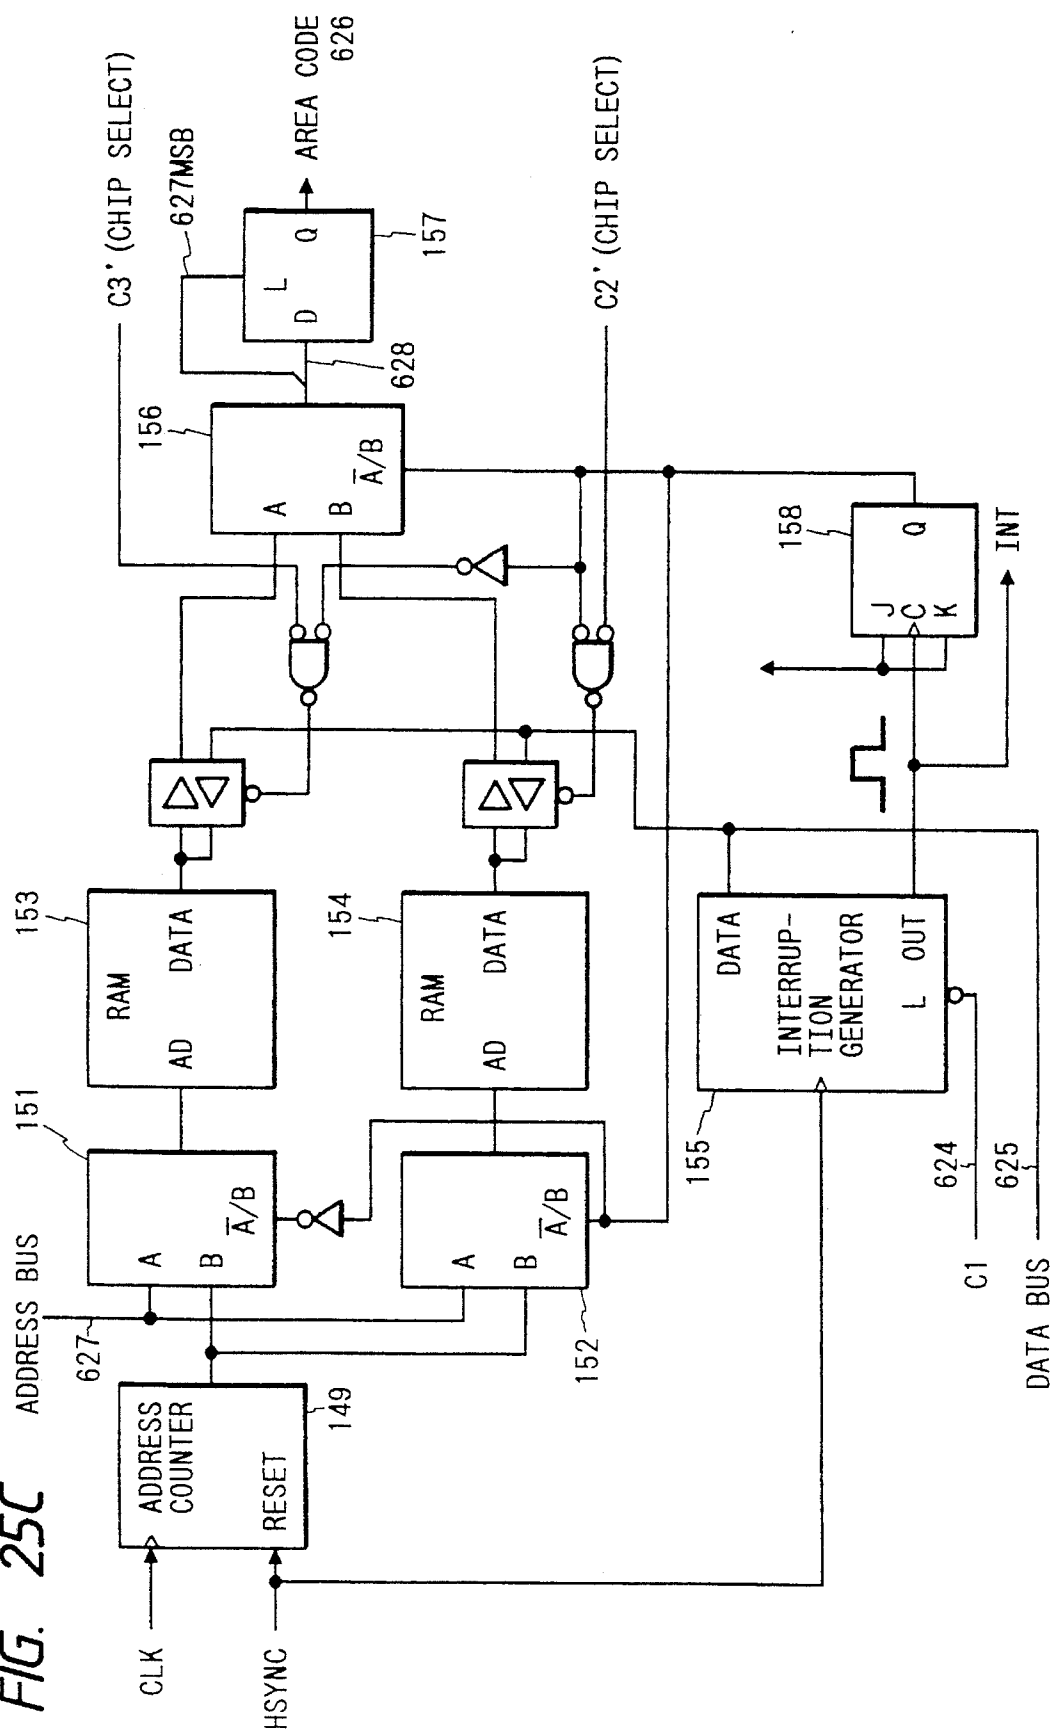 FIG. 25C
ADDRESS BUS
627
CLK
HSYNC
ADDRESS
COUNTER
RESET
149
151
A
B
A̅/B
152
A
B
A̅/B
153
RAM
AD
DATA
154
RAM
AD
DATA
155
DATA
INTERRUP-
TION
GENERATOR
L
OUT
624
C1
625
DATA BUS
156
A
B
A̅/B
C3' (CHIP SELECT)
627MSB
628
D
L
Q
157
AREA CODE
626
C2' (CHIP SELECT)
158
J
C
K
Q
INT